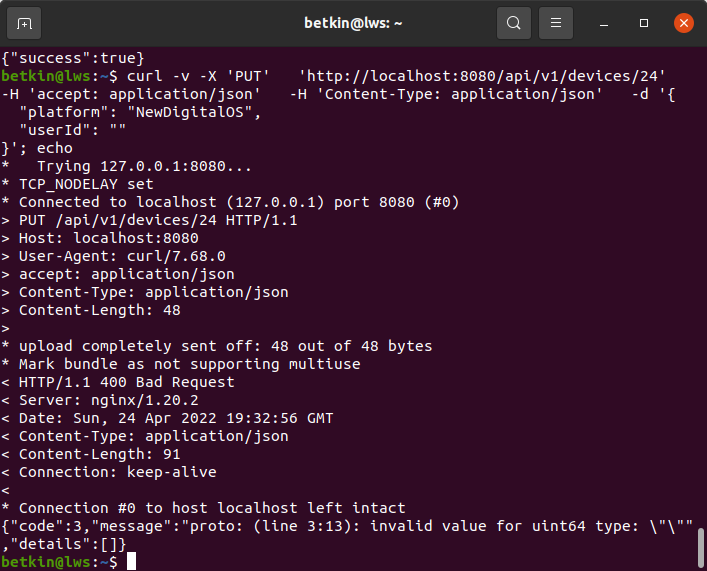 betkin@lws: ~
{"success":true}
betkin@lws:~$ curl -v -X 'PUT'   'http://localhost:8080/api/v1/devices/24'
-H 'accept: application/json'   -H 'Content-Type: application/json'   -d '{
  "platform": "NewDigitalOS",
  "userId": ""
}'; echo
*   Trying 127.0.0.1:8080...
* TCP_NODELAY set
* Connected to localhost (127.0.0.1) port 8080 (#0)
> PUT /api/v1/devices/24 HTTP/1.1
> Host: localhost:8080
> User-Agent: curl/7.68.0
> accept: application/json
> Content-Type: application/json
> Content-Length: 48
>
* upload completely sent off: 48 out of 48 bytes
* Mark bundle as not supporting multiuse
< HTTP/1.1 400 Bad Request
< Server: nginx/1.20.2
< Date: Sun, 24 Apr 2022 19:32:56 GMT
< Content-Type: application/json
< Content-Length: 91
< Connection: keep-alive
<
* Connection #0 to host localhost left intact
{"code":3,"message":"proto: (line 3:13): invalid value for uint64 type: \"\""
,"details":[]}
betkin@lws:~$